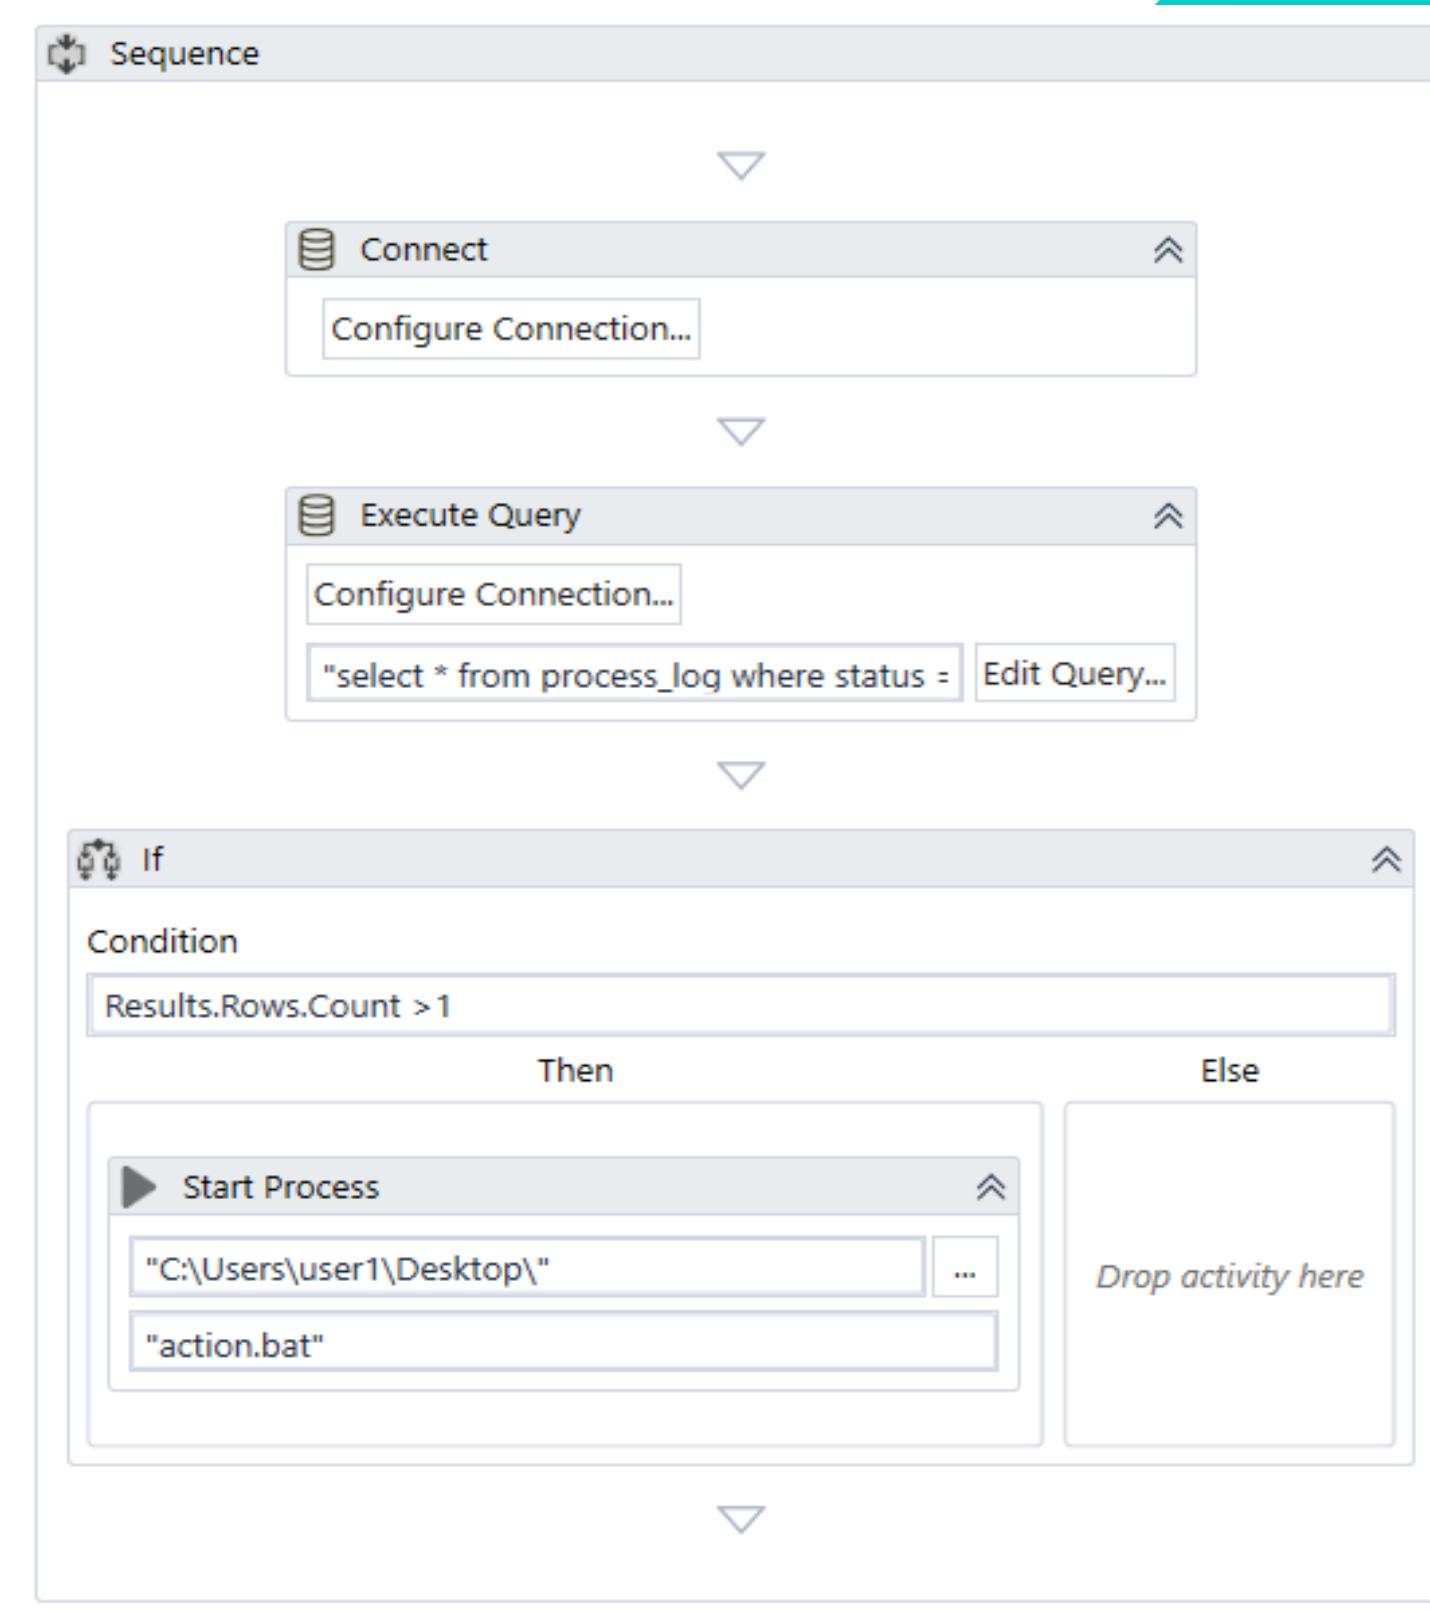 Sequence
Connect
Configure Connection...
Execute Query
Configure Connection...
"select * from process_log where status =
Edit Query...
If
Condition
Results.Rows.Count >1
Then
Else
Start Process
"C:\Users\user1\Desktop\"
...
"action.bat"
Drop activity here